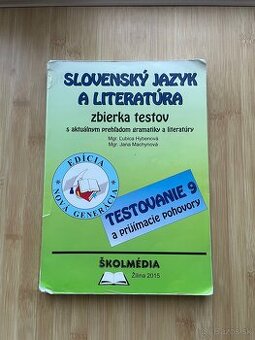 SLOVENSKÝ JAZYK
A LITERATÚRA
zbierka testov
s aktuálnym prehľadom gramatiky a literatúry
Mgr. Ľubica Hybenová
Mgr. Jana Machynová
EDÍCIA
NOVÁ GENERÁCIA
TESTOVANIE 9
a prijímacie pohovory
ŠKOLMÉDIA
Žilina 2015